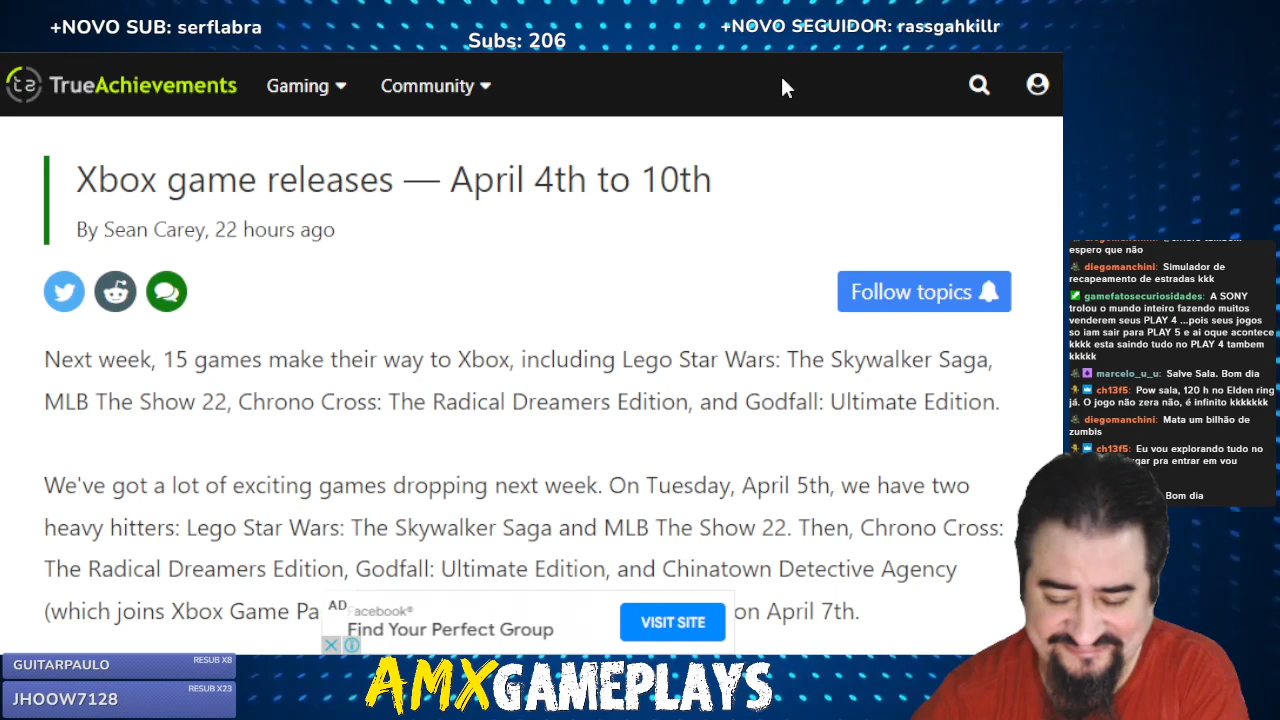 +NOVO SUB: serflabra
Subs: 206
+NOVO SEGUIDOR: rassgahkillr
TrueAchievements
Gaming
Community
Xbox game releases — April 4th to 10th
By Sean Carey, 22 hours ago
Follow topics
Next week, 15 games make their way to Xbox, including Lego Star Wars: The Skywalker Saga,
MLB The Show 22, Chrono Cross: The Radical Dreamers Edition, and Godfall: Ultimate Edition.
We've got a lot of exciting games dropping next week. On Tuesday, April 5th, we have two
heavy hitters: Lego Star Wars: The Skywalker Saga and MLB The Show 22. Then, Chrono Cross:
The Radical Dreamers Edition, Godfall: Ultimate Edition, and Chinatown Detective Agency
(which joins Xbox Game Pa
on April 7th.
AD
Facebook®
Find Your Perfect Group
VISIT SITE
espero que não
diegomanchini: Simulador de
recapeamento de estradas kkk
gamefatosecuriosidades: A SONY
trolou o mundo inteiro fazendo muitos
venderem seus PLAY 4 ...pois seus jogos
so iam sair para PLAY 5 e ai oque acontece
kkkk esta saindo tudo no PLAY 4 tambem
kkkkk
marcelo_u_u: Salve Sala. Bom dia
ch13f5: Pow sala, 120 h no Elden ring
já. O jogo não zera não, é infinito kkkkkk
diegomanchini: Mata um bilhão de
zumbis
ch13f5: Eu vou explorando tudo no
pra entrar em vou
Bom dia
GUITARPAULO
RESUB X8
JHOOW7128
RESUB X23
AMXGAMEPLAYS